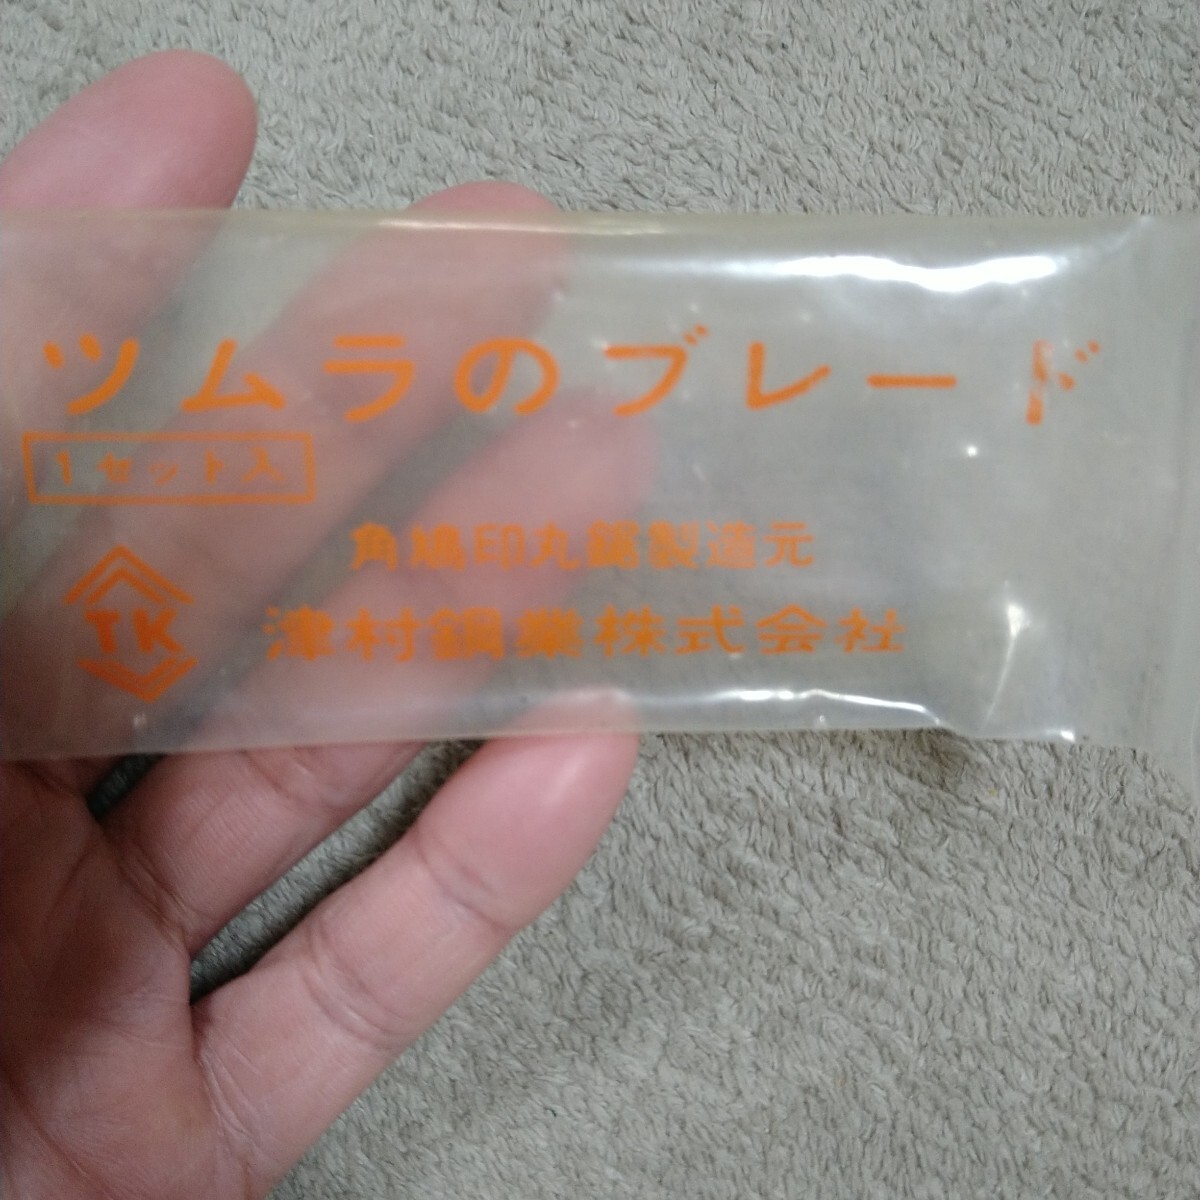 ツムラのブレード
1セット入
角鳩印丸鋸製造元
TK
津村鋼業株式会社